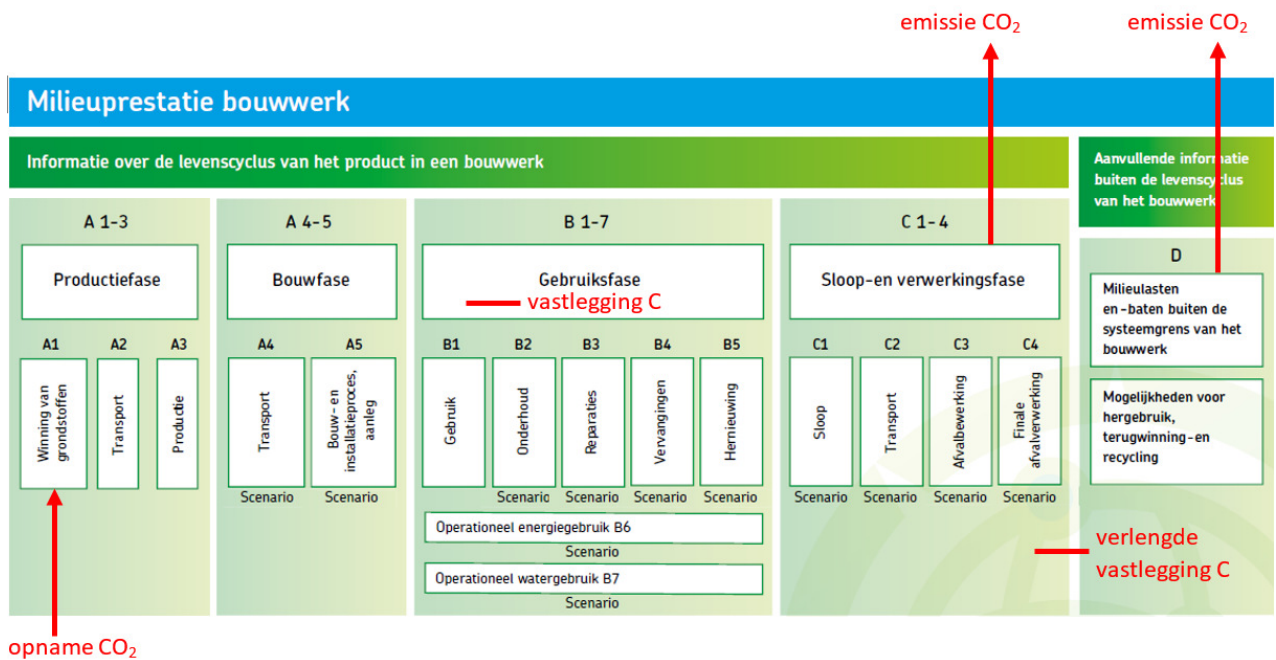 emissie CO₂
emissie CO₂
Milieuprestatie bouwwerk
Informatie over de levenscyclus van het product in een bouwwerk
Aanvullende informatie
buiten de levenscyclus
van het bouwwerk
A 1-3
Productiefase
A1
A2
A3
Winning van
grondstoffen
Transport
Productie
A 4-5
Bouwfase
A4
A5
Transport
Bouw- en
installatieproces,
aanleg
Scenario
Scenario
B 1-7
Gebruiksfase
vastlegging C
B1
B2
B3
B4
B5
Gebruik
Onderhoud
Reparaties
Vervangingen
Hernieuwing
Scenario
Scenario
Scenario
Scenario
Operationeel energiegebruik B6
Scenario
Operationeel watergebruik B7
Scenario
C 1-4
Sloop-en verwerkingsfase
C1
C2
C3
C4
Sloop
Transport
Afvalbewerking
Finale
afvalverwerking
Scenario
Scenario
Scenario
Scenario
D
Milieulasten
en-baten buiten de
systeemgrens van het
bouwwerk
Mogelijkheden voor
hergebruik,
terugwinning-en
recycling
verlengde
vastlegging C
opname CO₂